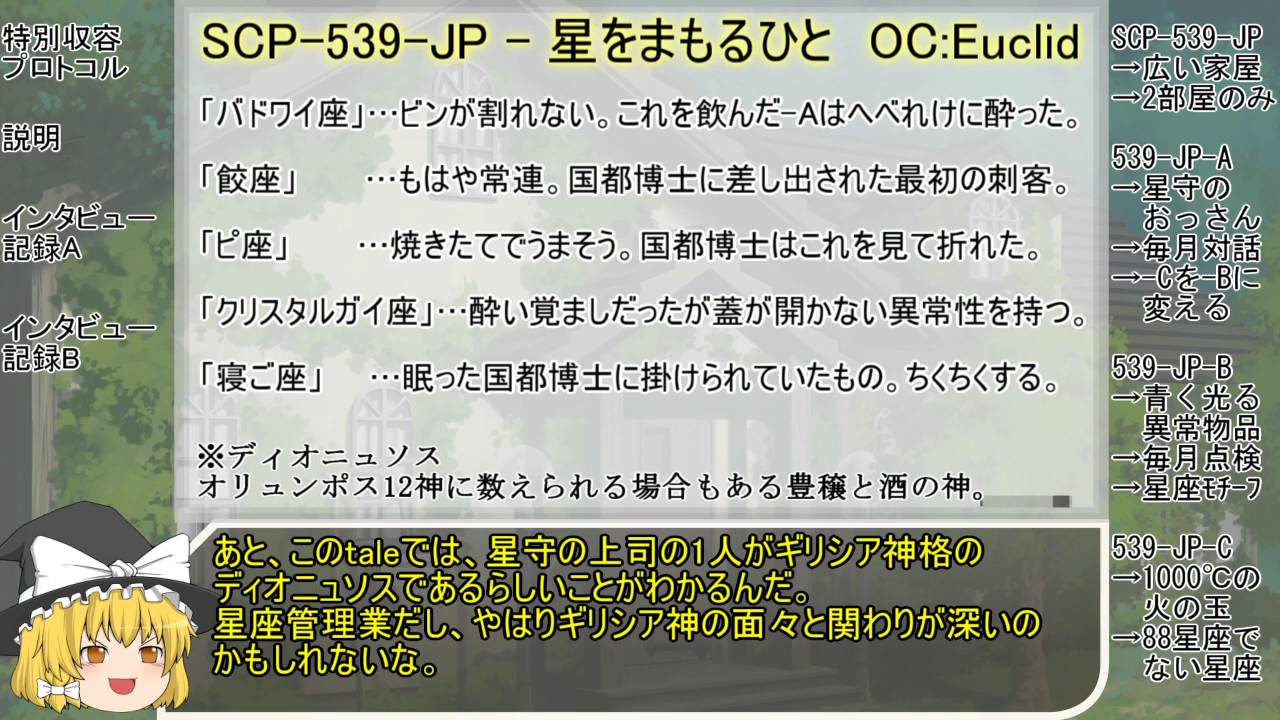 特別収容
プロトコル
説明
インタビュー
記録A
インタビュー
記録B
SCP-539-JP - 星をまもるひと OC:Euclid
「バドワイ座」…ビンが割れない。これを飲んだ-Aはへべれけに酔った。
「餃座」 …もはや常連。国都博士に差し出された最初の刺客。
「ピ座」 …焼きたてでうまそう。国都博士はこれを見て折れた。
「クリスタルガイ座」…酔い覚ましだったが蓋が開かない異常性を持つ。
「寝ご座」 …眠った国都博士に掛けられていたもの。ちくちくする。
※ディオニュソス
オリュンポス12神に数えられる場合もある豊穣と酒の神。
あと、このtaleでは、星守の上司の1人がギリシア神格の
ディオニュソスであるらしいことがわかるんだ。
星座管理業だし、やはりギリシア神の面々と関わりが深いの
かもしれないな。
SCP-539-JP
→広い家屋
→2部屋のみ
539-JP-A
→星守の
おっさん
→毎月対話
→-Cを-Bに
変える
539-JP-B
→青く光る
異常物品
→毎月点検
→星座ﾓﾁｰﾌ
539-JP-C
→1000℃の
火の玉
→88星座で
ない星座